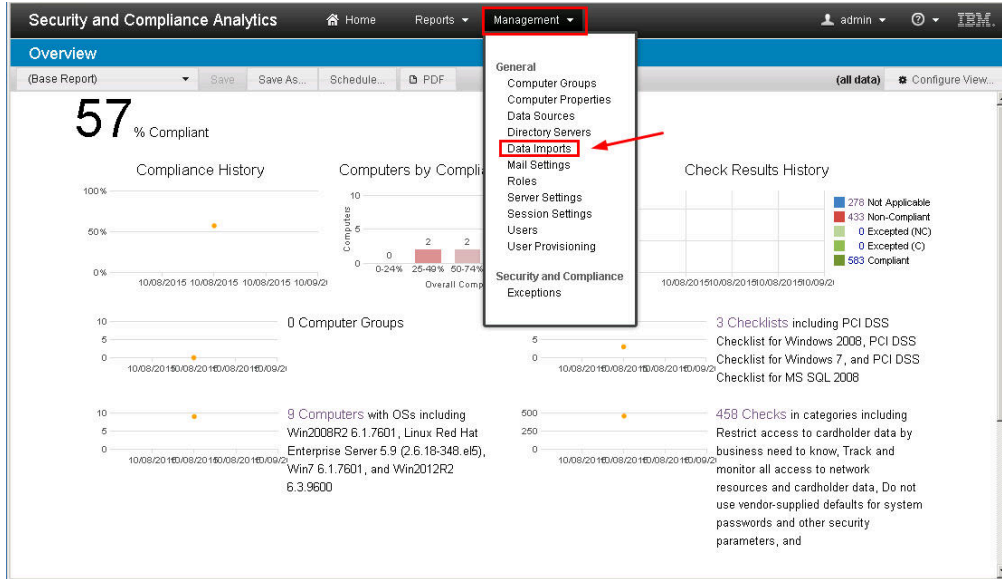 Security and Compliance Analytics
Home
Reports
Management
admin
IBM.
Overview
(Base Report)
Save
Save As...
Schedule...
PDF
(all data)
Configure View...
General
Computer Groups
Computer Properties
Data Sources
Directory Servers
Data Imports
Mail Settings
Roles
Server Settings
Session Settings
Users
User Provisioning
Security and Compliance
Exceptions
57 % Compliant
Compliance History
100%
50%
0%
10/08/2015 10/08/2015 10/08/2015
Computers by Compli
Computers
10
5
0
0
2
2
0-24%
25-49%
50-74%
Overall Comp
Check Results History
278 Not Applicable
433 Non-Compliant
0 Excepted (NC)
0 Excepted (C)
583 Compliant
10
5
0
0 Computer Groups
5
0
3 Checklists including PCI DSS
Checklist for Windows 2008, PCI DSS
Checklist for Windows 7, and PCI DSS
Checklist for MS SQL 2008
10
5
0
9 Computers with OSs including
Win2008R2 6.1.7601, Linux Red Hat
Enterprise Server 5.9 (2.6.18-348.el5),
Win7 6.1.7601, and Win2012R2
6.3.9600
500
250
0
458 Checks in categories including
Restrict access to cardholder data by
business need to know, Track and
monitor all access to network
resources and cardholder data, Do not
use vendor-supplied defaults for system
passwords and other security
parameters, and